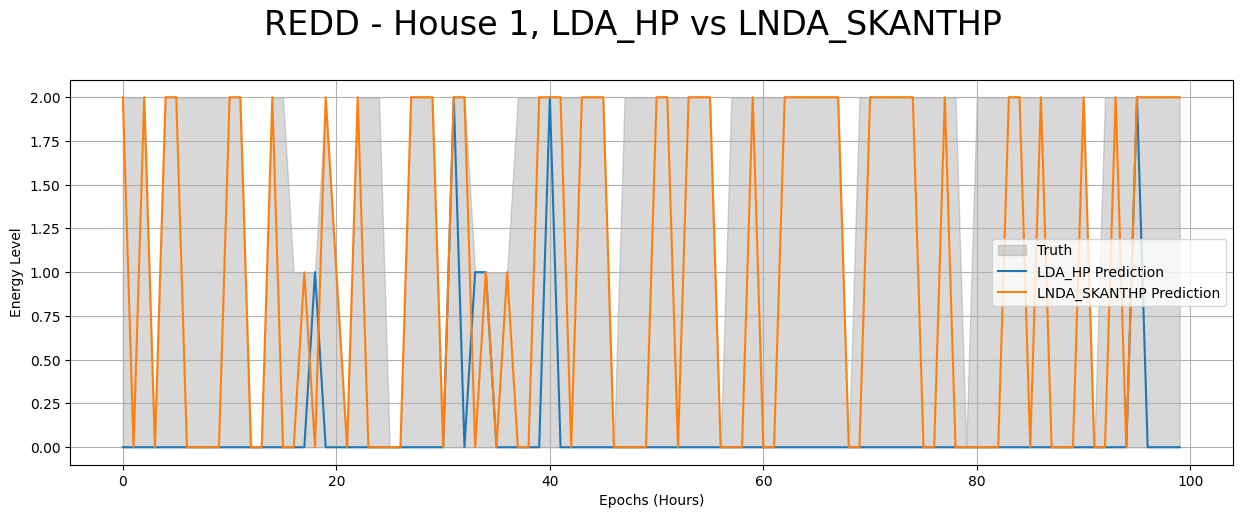 REDD - House 1, LDA_HP vs LNDA_SKANTHP
2.00
1.75
1.50
1.25
1.00
0.75
0.50
0.25
0.00
Energy Level
Truth
LDA_HP Prediction
LNDA_SKANTHP Prediction
0 20 40 60 80 100
Epochs (Hours)